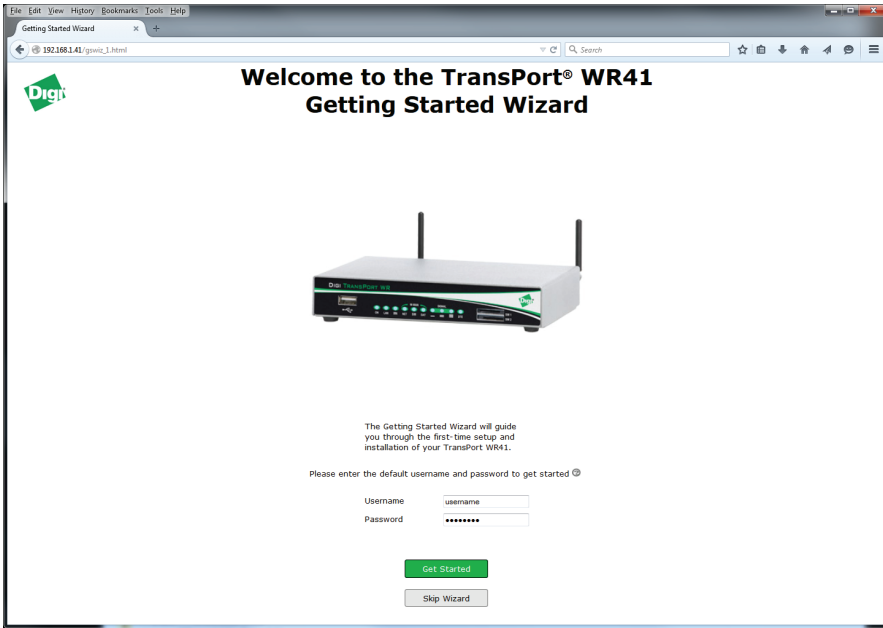 File Edit View History Bookmarks Tools Help
Getting Started Wizard × +
192.168.1.41/gswiz_1.html Search
Digi
Welcome to the TransPort® WR41
Getting Started Wizard
DIGI TRANSPORT WR
Digi
The Getting Started Wizard will guide
you through the first-time setup and
installation of your TransPort WR41.
Please enter the default username and password to get started ?
Username username
Password ••••••••
Get Started
Skip Wizard